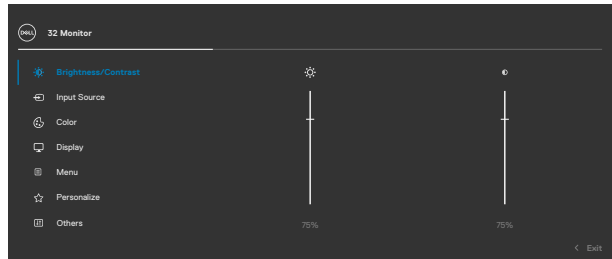 DELL
32 Monitor
Brightness/Contrast
Input Source
Color
Display
Menu
Personalize
Others
75%
75%
< Exit